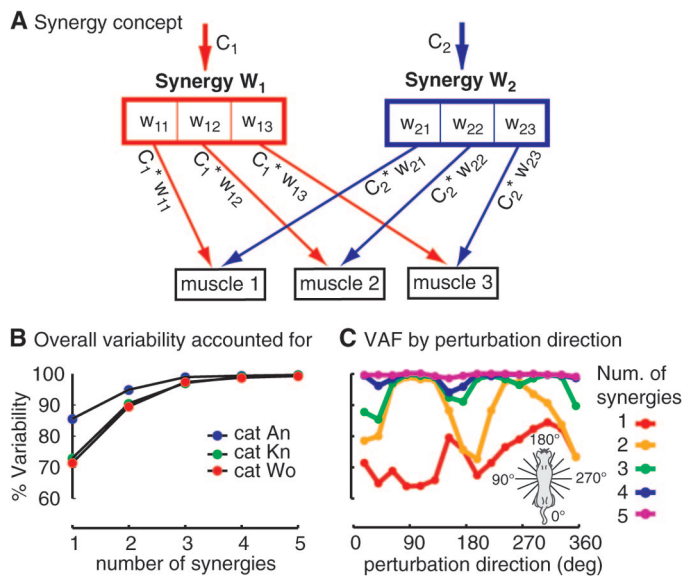 A Synergy concept
C1 C2
Synergy W1 Synergy W2
w11 w12 w13 w21 w22 w23
C1*w11 C1*w12 C1*w13 C2*w21 C2*w22 C2*w23
muscle 1 muscle 2 muscle 3
B Overall variability accounted for
100
90
80
70
60
% Variability
cat An
cat Kn
cat Wo
1 2 3 4 5
number of synergies
C VAF by perturbation direction
Num. of
synergies
1
2
3
4
5
180°
90° 270°
0°
0 90 180 270 360
perturbation direction (deg)